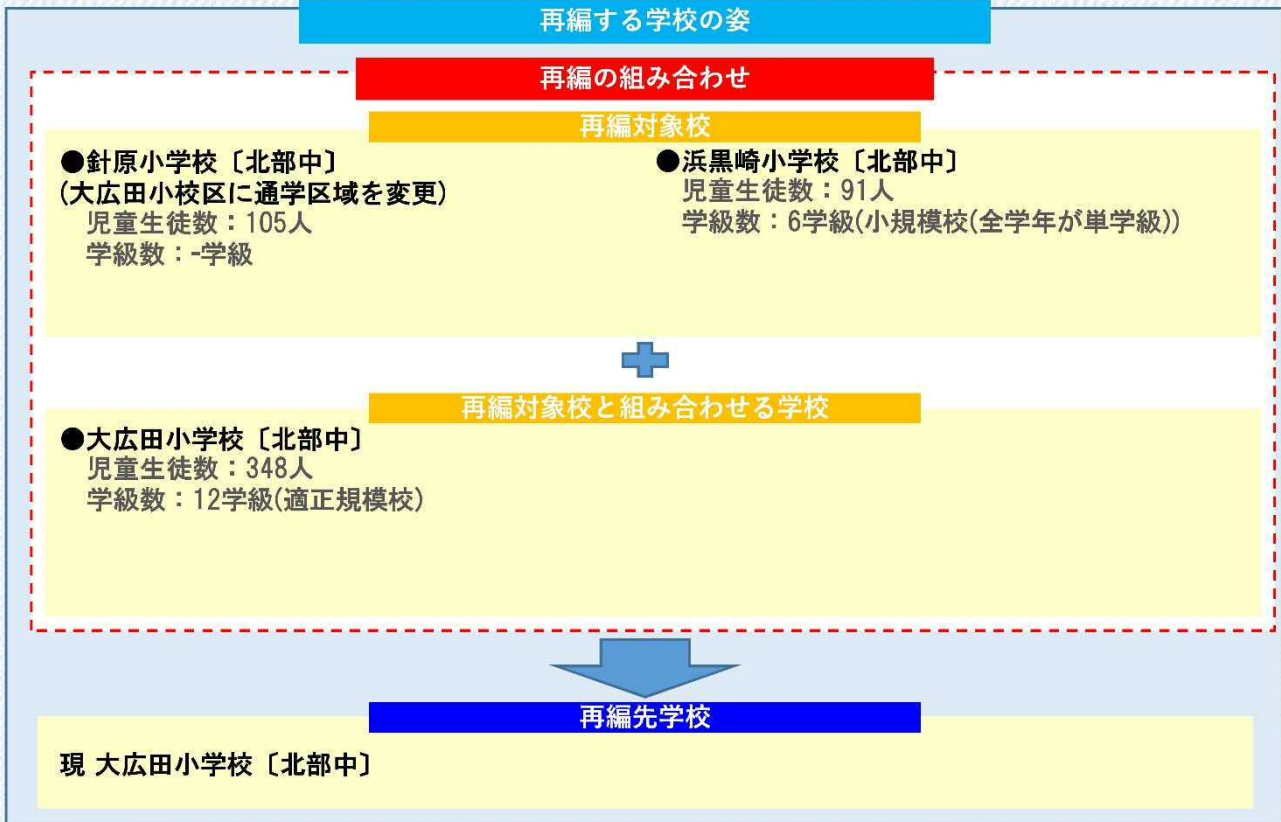 再編する学校の姿
再編の組み合わせ
再編対象校
●針原小学校〔北部中〕
(大広田小校区に通学区域を変更)
児童生徒数：105人
学級数：-学級
●浜黒崎小学校〔北部中〕
児童生徒数：91人
学級数：6学級(小規模校(全学年が単学級))
再編対象校と組み合わせる学校
●大広田小学校〔北部中〕
児童生徒数：348人
学級数：12学級(適正規模校)
再編先学校
現 大広田小学校〔北部中〕